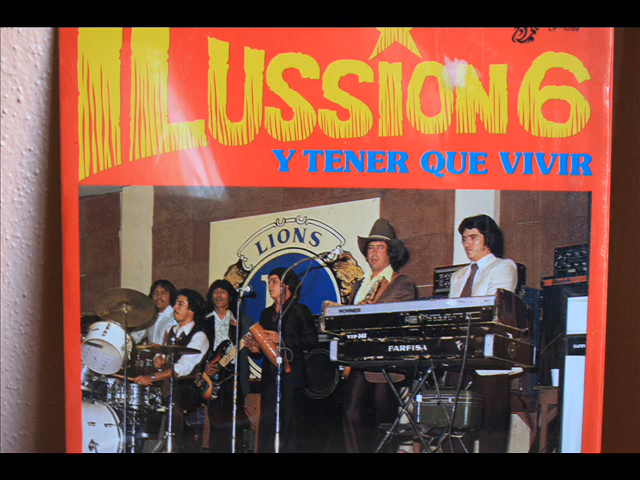 ILUSSION 6
Y TENER QUE VIVIR
LIONS
HOHNER
FARFISA